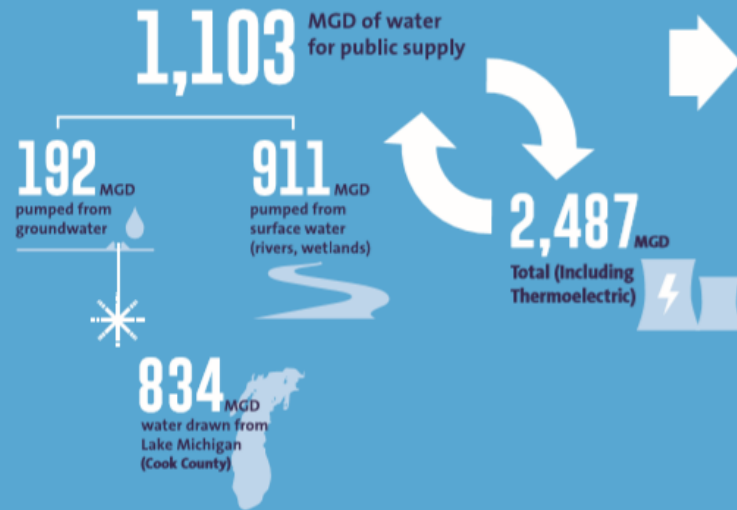 1,103 MGD of water
for public supply
192 MGD
pumped from
groundwater
911 MGD
pumped from
surface water
(rivers, wetlands)
2,487 MGD
Total (Including
Thermoelectric)
834 MGD
water drawn from
Lake Michigan
(Cook County)